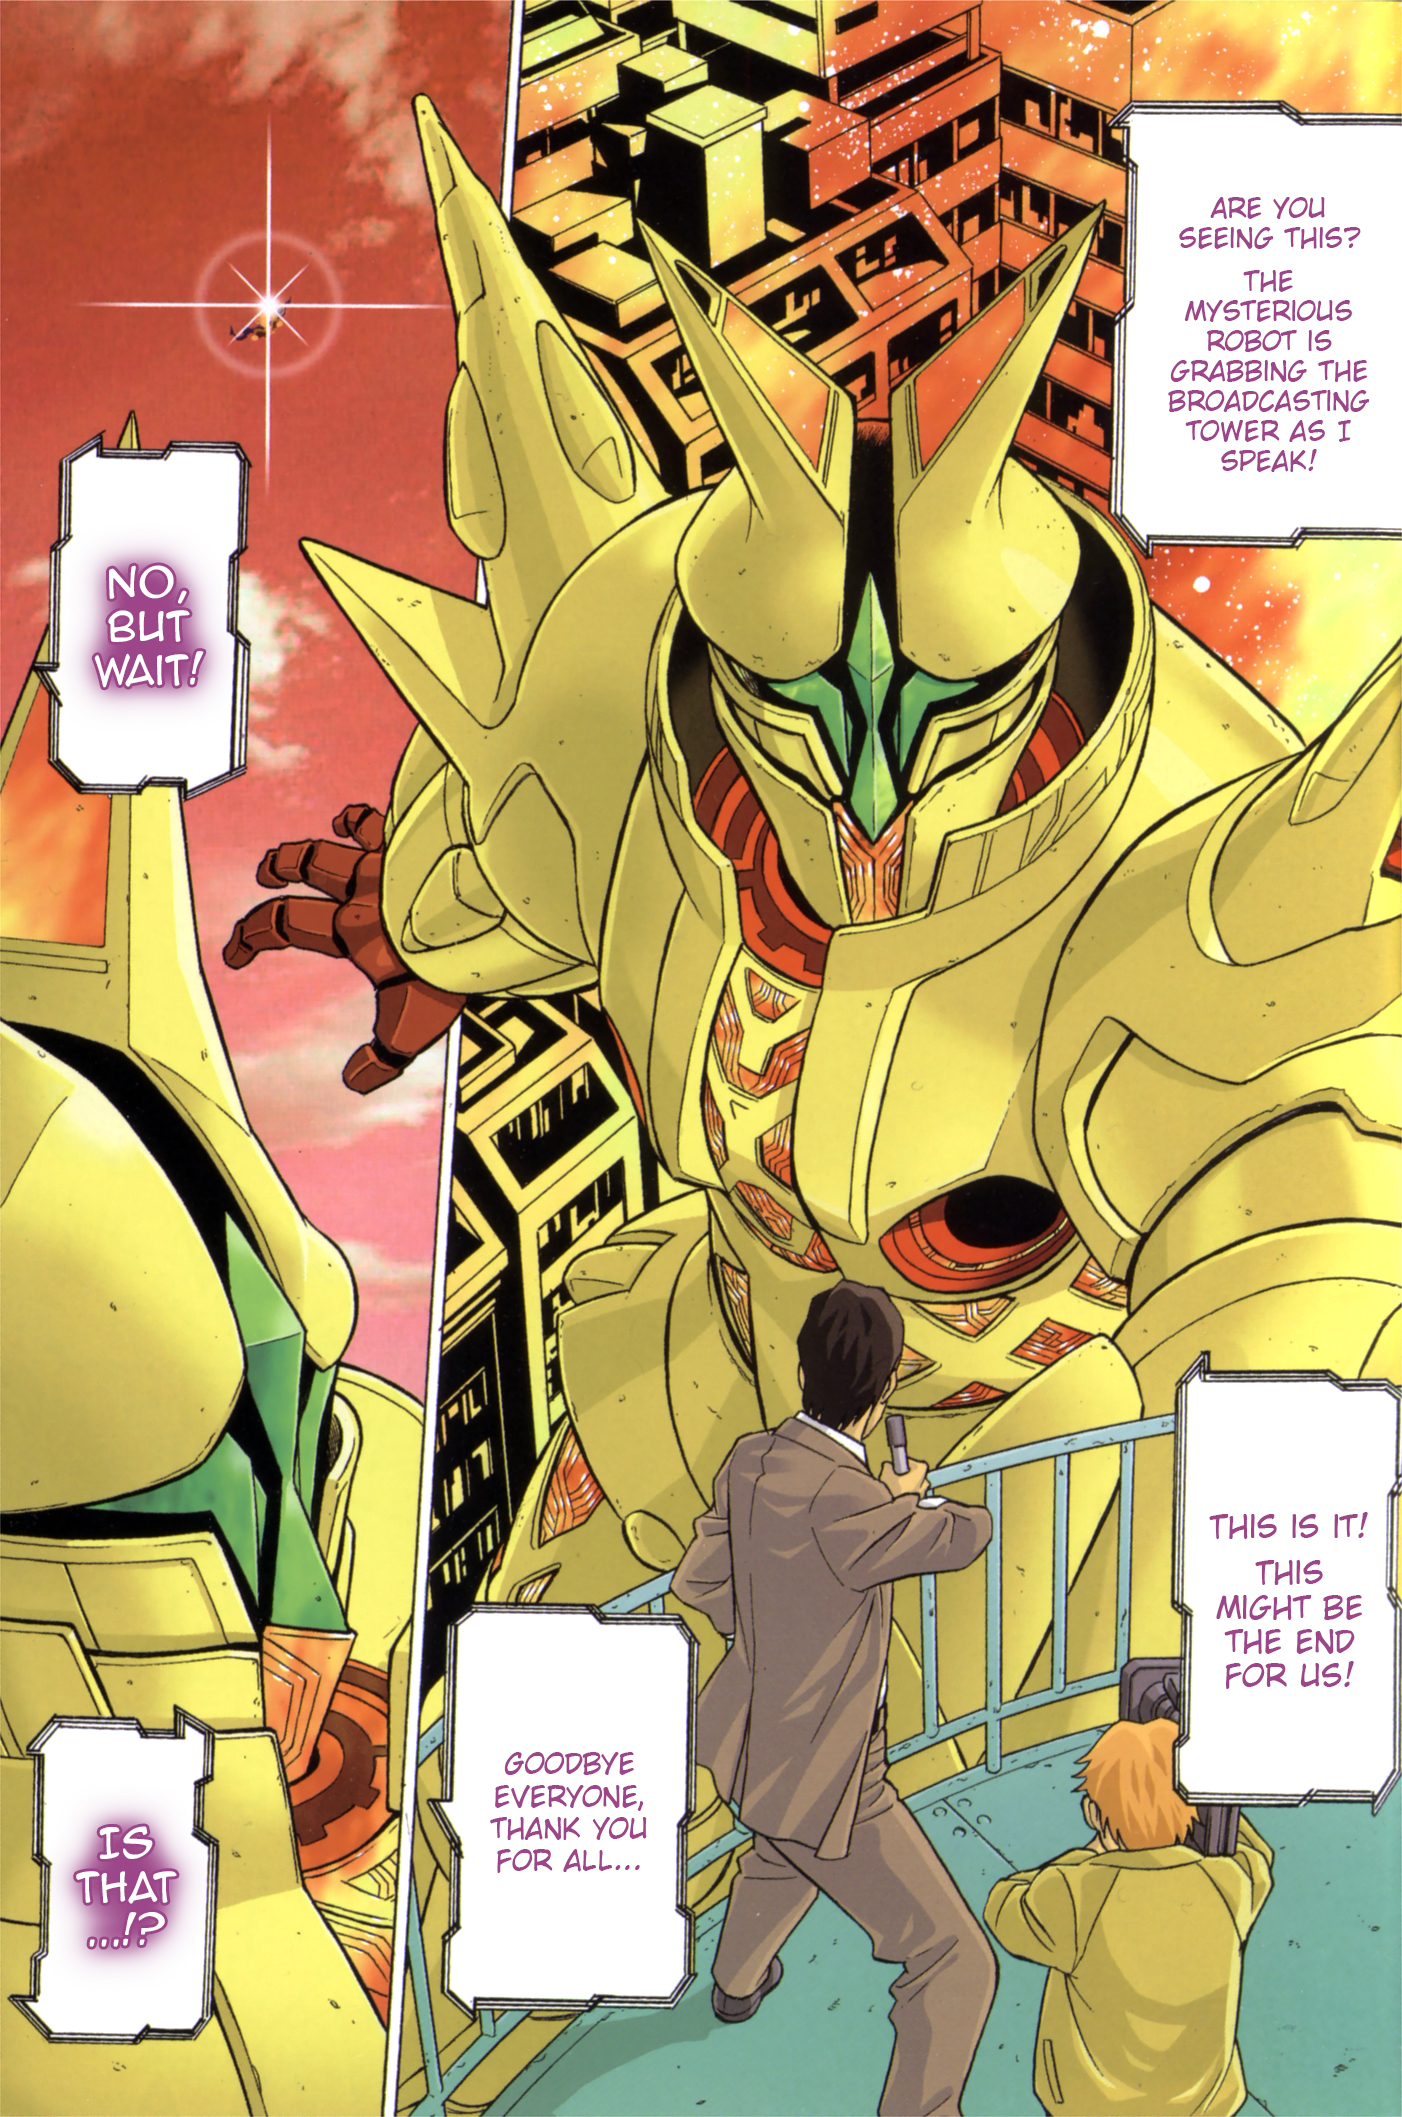 ARE YOU
SEEING THIS?
THE
MYSTERIOUS
ROBOT IS
GRABBING THE
BROADCASTING
TOWER AS I
SPEAK!
THIS IS IT!
THIS
MIGHT BE
THE END
FOR US!
GOODBYE
EVERYONE,
THANK YOU
FOR ALL...
NO,
BUT
WAIT!
IS
THAT
...!?